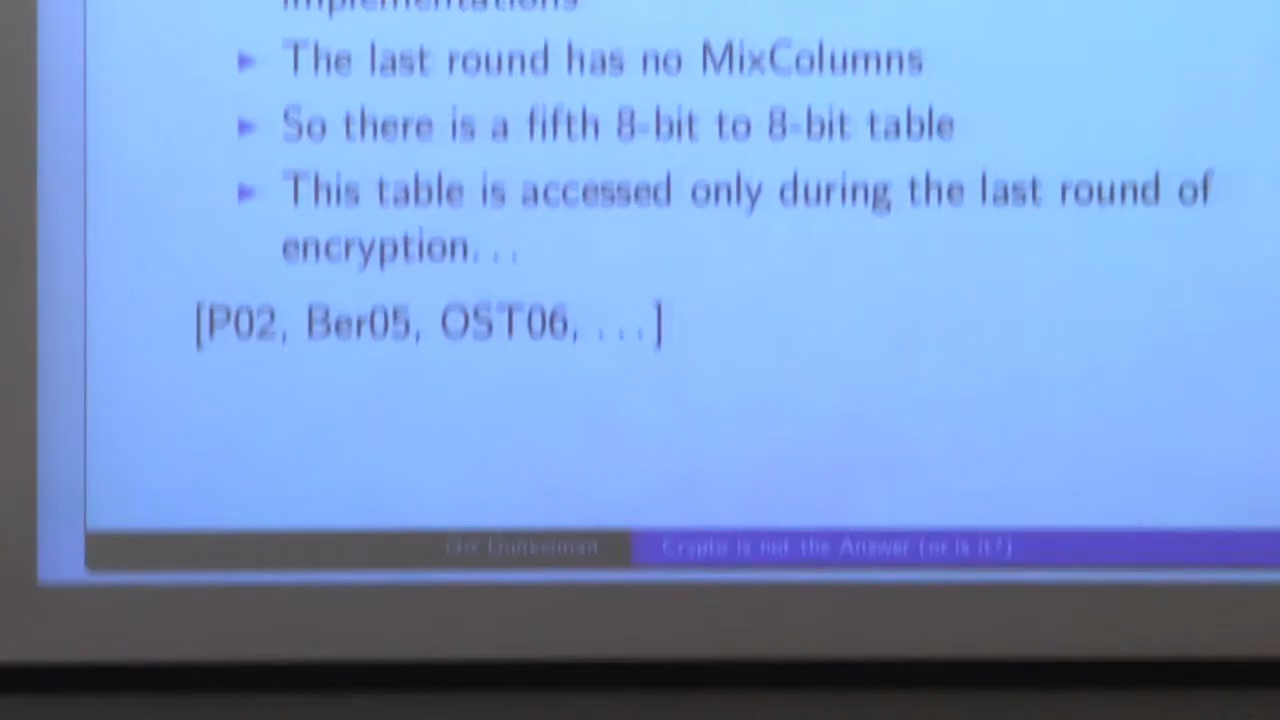 implementations
► The last round has no MixColumns
► So there is a fifth 8-bit to 8-bit table
► This table is accessed only during the last round of
encryption...
[P02, Ber05, OST06, ...]
Orr Dunkelman
Crypto is not the Answer (or is it?)